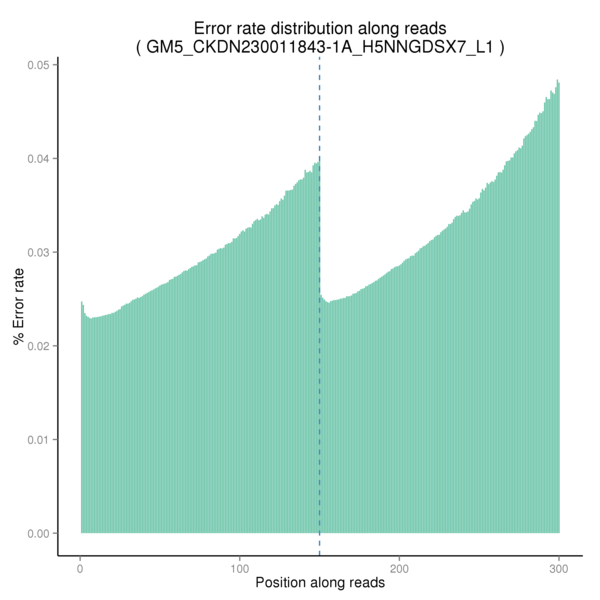 Error rate distribution along reads
( GM5_CKDN230011843-1A_H5NNGDSX7_L1 )
% Error rate
0.05
0.04
0.03
0.02
0.01
0.00
0
100
200
300
Position along reads